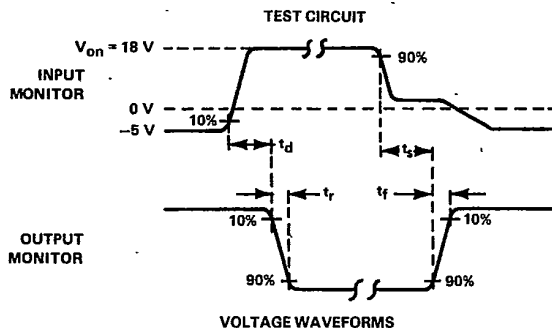 TEST CIRCUIT
Von = 18 V
90%
INPUT
MONITOR
0 V
10%
−5 V
td
ts
tr
tf
10%
10%
OUTPUT
MONITOR
90%
90%
VOLTAGE WAVEFORMS